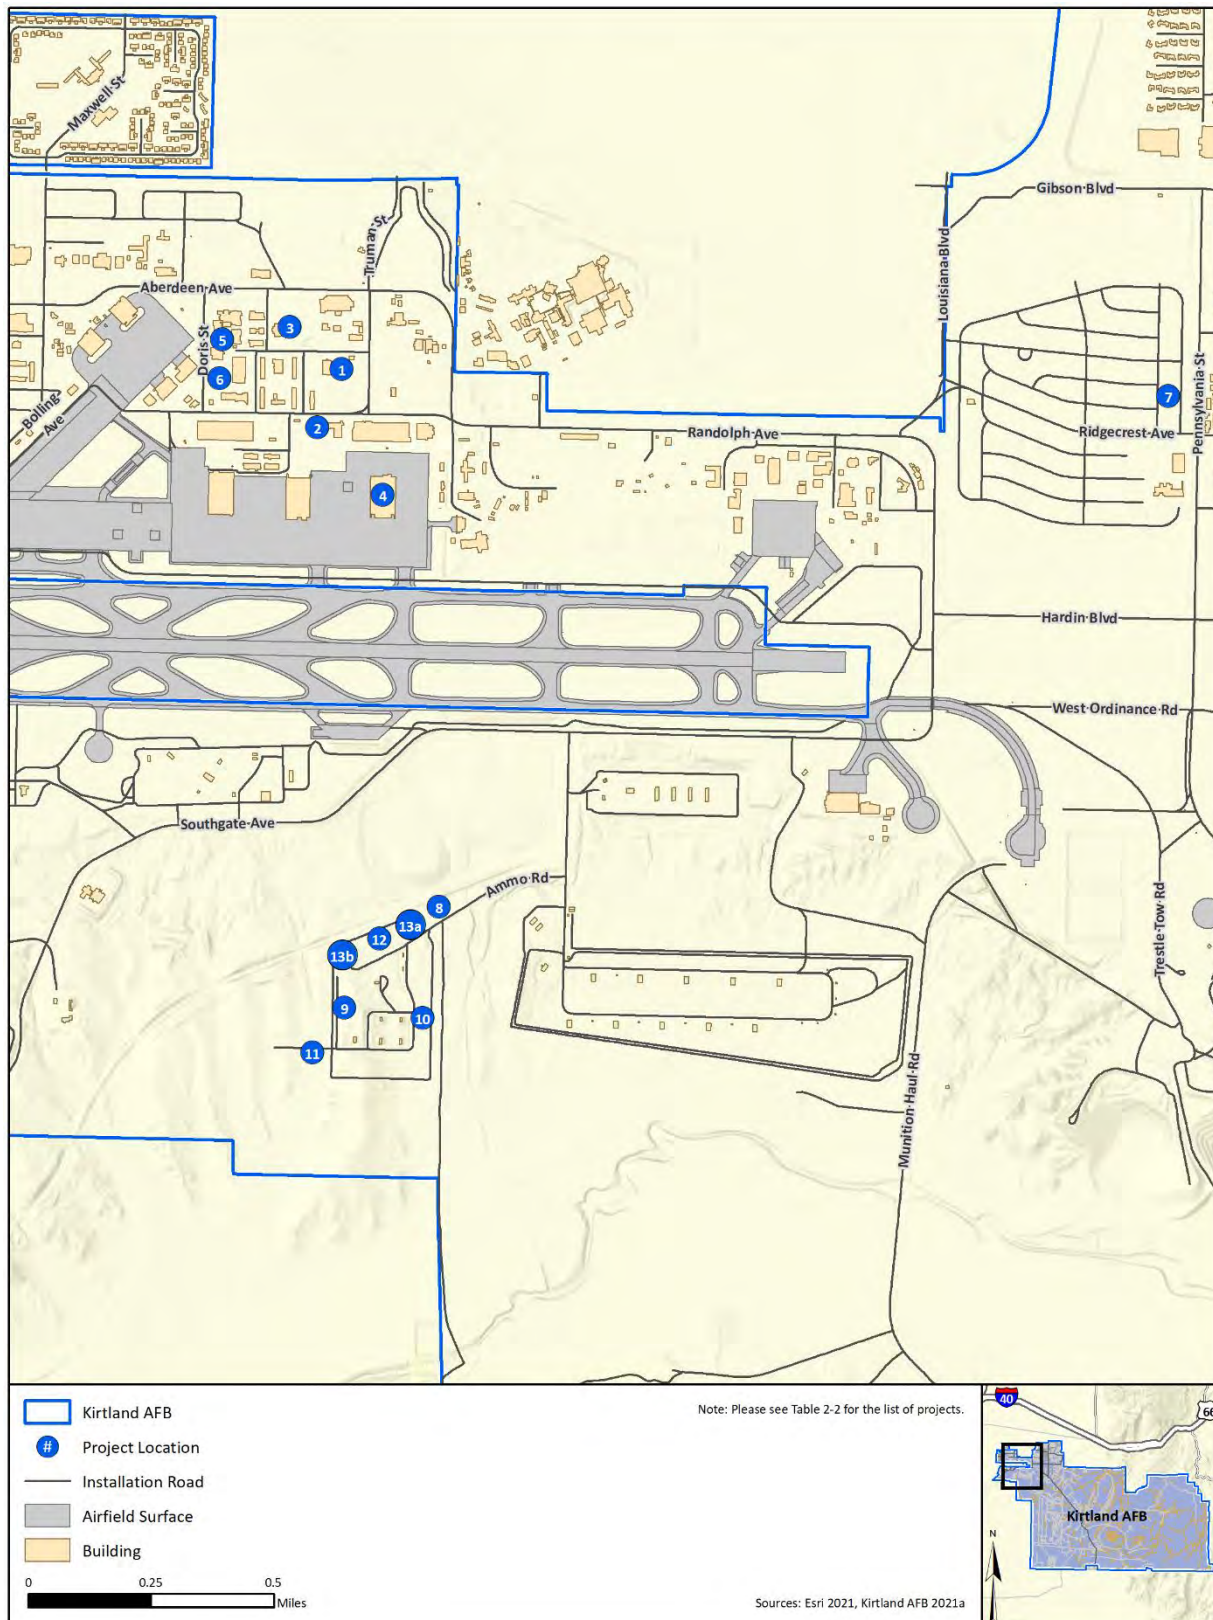 Maxwell St
Gibson Blvd
Truman St
Louisiana Blvd
Aberdeen Ave
3
Doris St
5
Pennsylvania St
1
6
7
Bolling
Ave
2
Randolph Ave
Ridgecrest Ave
4
Hardin Blvd
West Ordinance Rd
Southgate Ave
Ammo Rd
8
13a
12
13b
Trestle Tow Rd
9
10
11
Munition Haul Rd
Kirtland AFB
# Project Location
Installation Road
Airfield Surface
Building
0 0.25 0.5
Miles
Note: Please see Table 2-2 for the list of projects.
Sources: Esri 2021, Kirtland AFB 2021a
40
66
Kirtland AFB
N